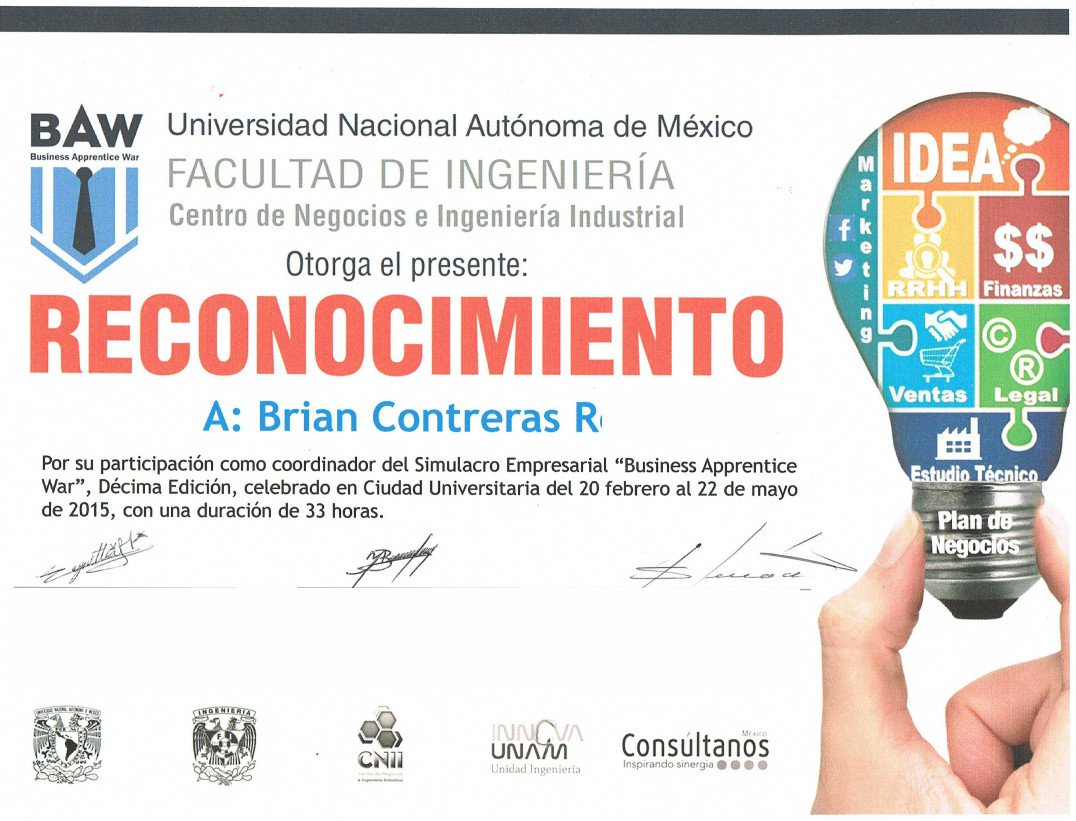 BAW
Business Apprentice War
Universidad Nacional Autónoma de México
FACULTAD DE INGENIERÍA
Centro de Negocios e Ingeniería Industrial
Otorga el presente:
RECONOCIMIENTO
A: Brian Contreras
Por su participación como coordinador del Simulacro Empresarial “Business Apprentice
War”, Décima Edición, celebrado en Ciudad Universitaria del 20 febrero al 22 de mayo
de 2015, con una duración de 33 horas.
IDEA
Marketing
RRHH
$$
Finanzas
Ventas
©
®
Legal
Estudio Técnico
Plan de
Negocios
INGENIERIA
CNII
Centro de Negocios
e Ingeniería Industrial
INNOVA
UNAM
Unidad Ingeniería
MÉXICO
Consúltanos
Inspirando sinergia